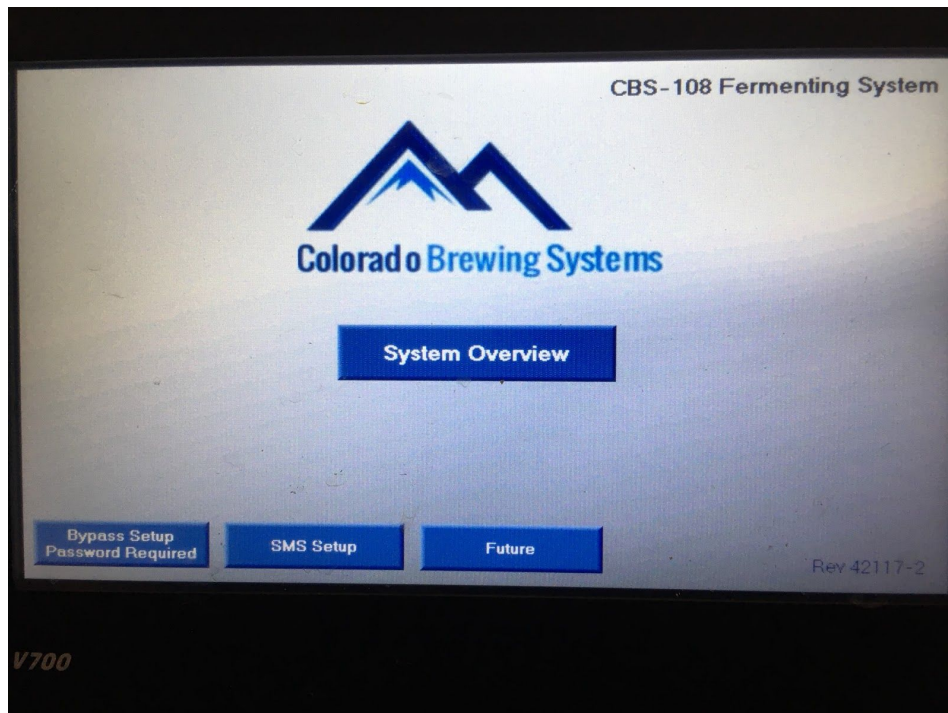 CBS-108 Fermenting System
Colorado Brewing Systems
System Overview
Bypass Setup
Password Required
SMS Setup
Future
Rev 42117-2
V700